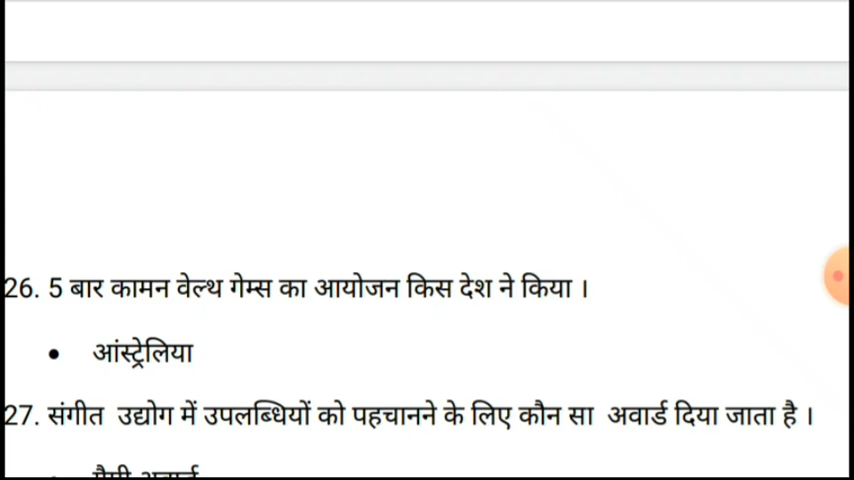 26. 5 बार कामन वेल्थ गेम्स का आयोजन किस देश ने किया ।
• आंस्ट्रेलिया
27. संगीत उद्योग में उपलब्धियों को पहचानने के लिए कौन सा अवार्ड दिया जाता है ।